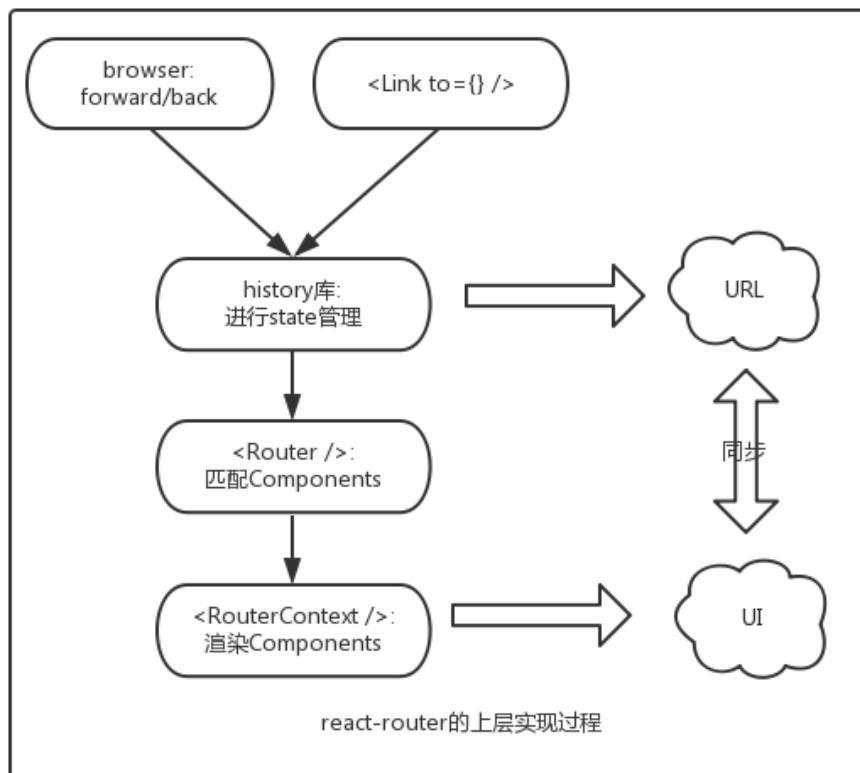 browser:
forward/back
<Link to={} />
history库:
进行state管理
URL
<Router />:
匹配Components
同步
<RouterContext />:
渲染Components
UI
react-router的上层实现过程